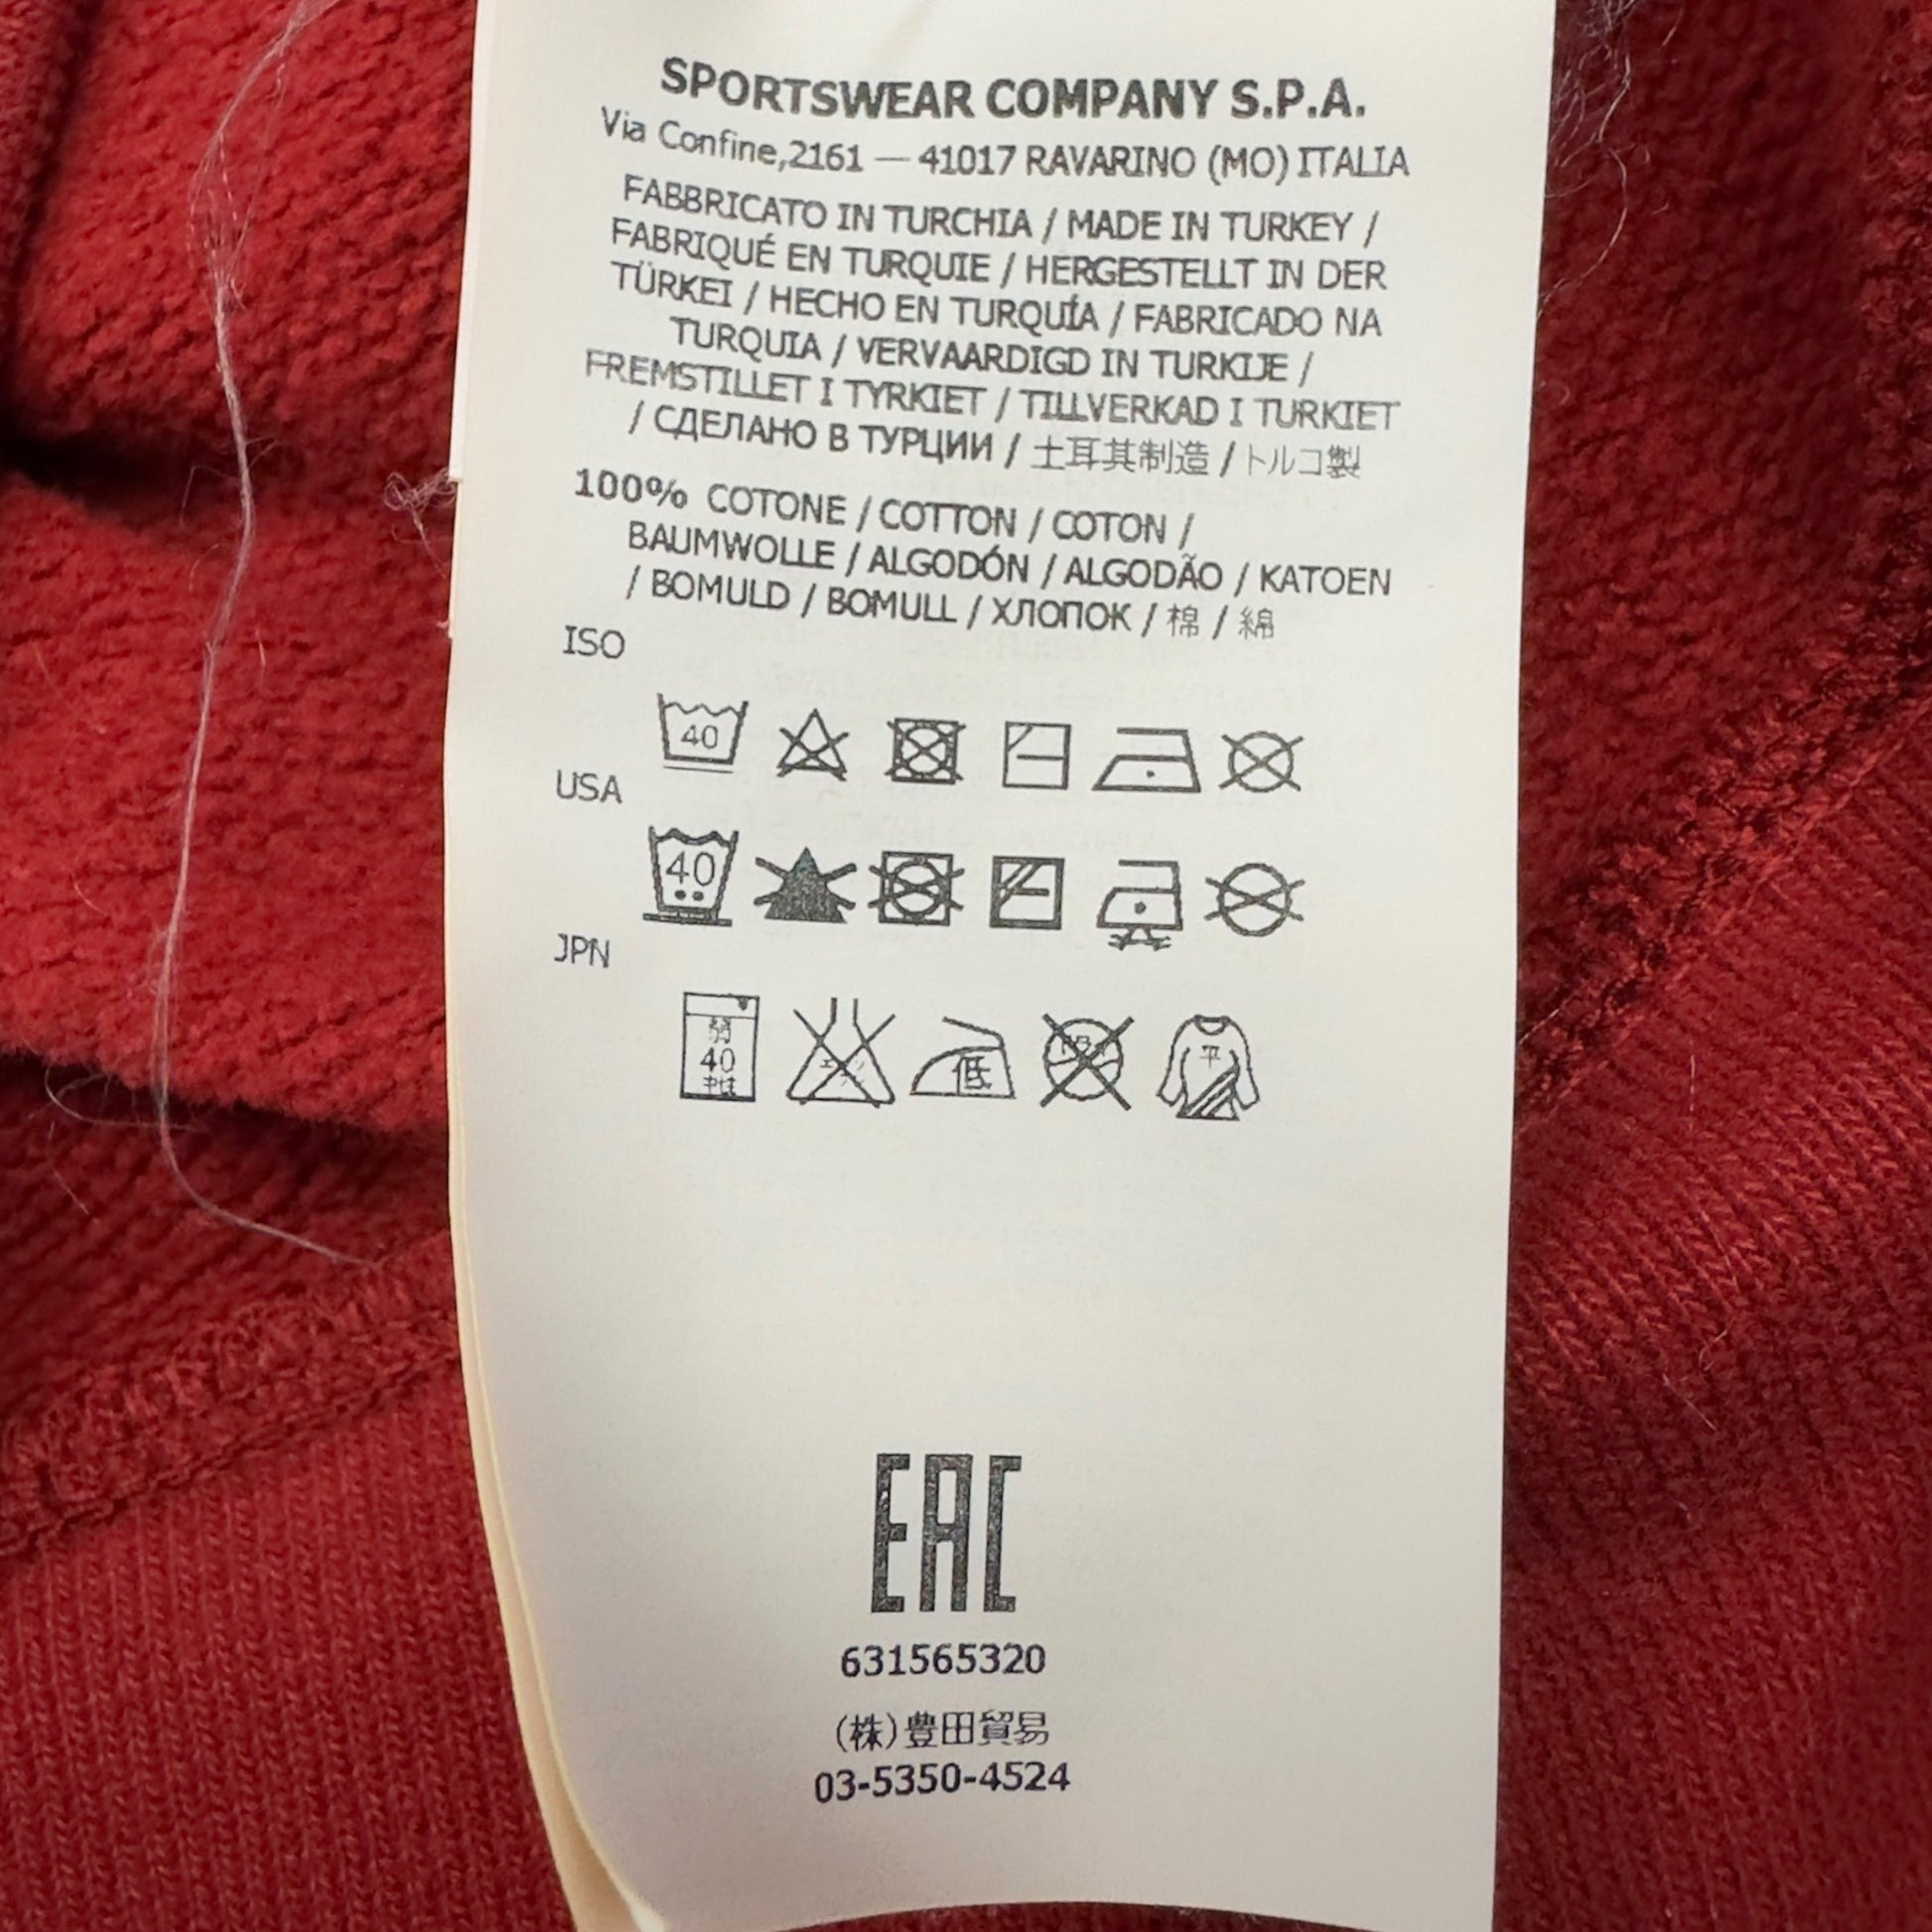 SPORTSWEAR COMPANY S.P.A.
Via Confine,2161 — 41017 RAVARINO (MO) ITALIA
FABBRICATO IN TURCHIA / MADE IN TURKEY /
FABRIQUÉ EN TURQUIE / HERGESTELLT IN DER
TÜRKEI / HECHO EN TURQUÍA / FABRICADO NA
TURQUIA / VERVAARDIGD IN TURKIJE /
FREMSTILLET I TYRKIET / TILLVERKAD I TURKIET
/ СДЕЛАНО В ТУРЦИИ / 土耳其制造 / トルコ製
100% COTONE / COTTON / COTON /
BAUMWOLLE / ALGODÓN / ALGODÃO / KATOEN
/ BOMULD / BOMULL / ХЛОПОК / 棉 / 綿
ISO
40
USA
40
JPN
弱
40
中性
低
平
EAC
631565320
(株)豊田貿易
03-5350-4524